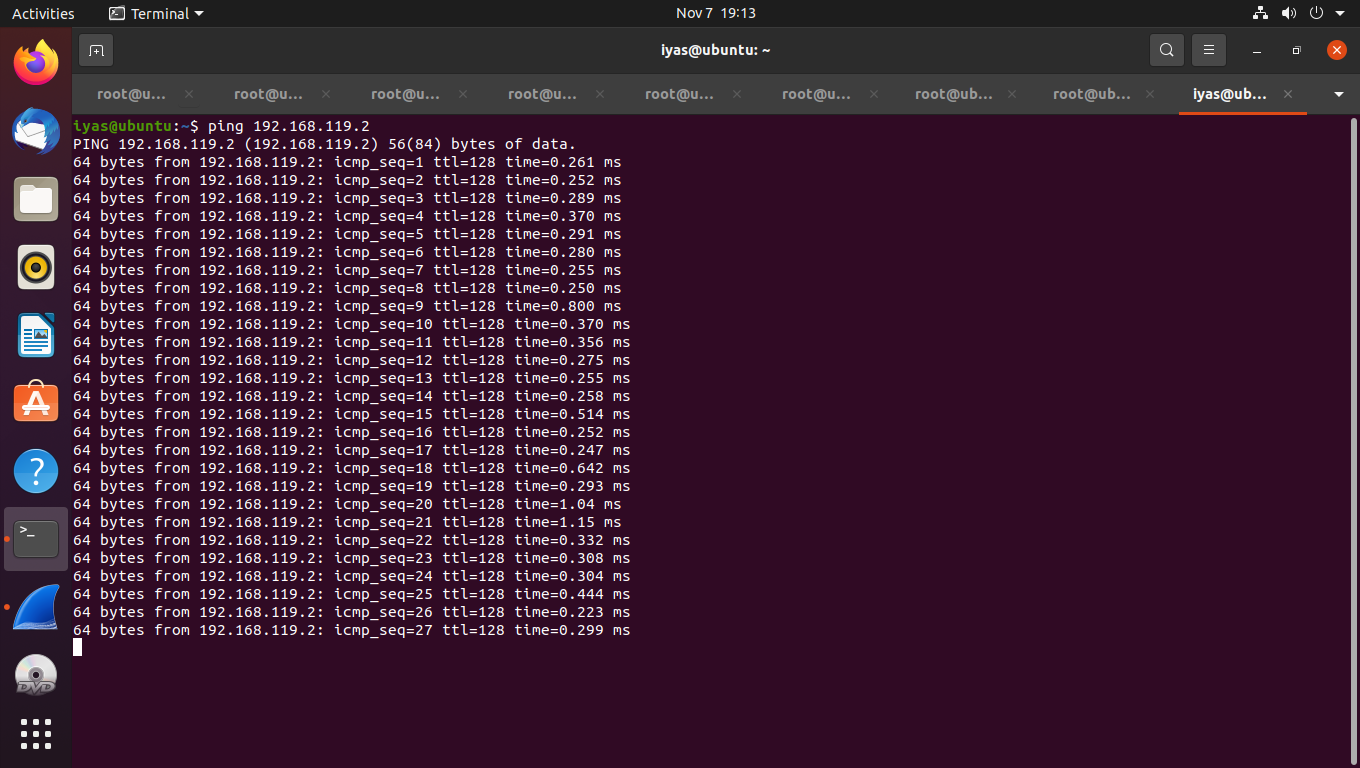 Activities
Terminal
Nov 7 19:13
iyas@ubuntu: ~
root@u... root@u... root@u... root@u... root@u... root@u... root@ub... root@ub... iyas@ub...
iyas@ubuntu:~$ ping 192.168.119.2
PING 192.168.119.2 (192.168.119.2) 56(84) bytes of data.
64 bytes from 192.168.119.2: icmp_seq=1 ttl=128 time=0.261 ms
64 bytes from 192.168.119.2: icmp_seq=2 ttl=128 time=0.252 ms
64 bytes from 192.168.119.2: icmp_seq=3 ttl=128 time=0.289 ms
64 bytes from 192.168.119.2: icmp_seq=4 ttl=128 time=0.370 ms
64 bytes from 192.168.119.2: icmp_seq=5 ttl=128 time=0.291 ms
64 bytes from 192.168.119.2: icmp_seq=6 ttl=128 time=0.280 ms
64 bytes from 192.168.119.2: icmp_seq=7 ttl=128 time=0.255 ms
64 bytes from 192.168.119.2: icmp_seq=8 ttl=128 time=0.250 ms
64 bytes from 192.168.119.2: icmp_seq=9 ttl=128 time=0.800 ms
64 bytes from 192.168.119.2: icmp_seq=10 ttl=128 time=0.370 ms
64 bytes from 192.168.119.2: icmp_seq=11 ttl=128 time=0.356 ms
64 bytes from 192.168.119.2: icmp_seq=12 ttl=128 time=0.275 ms
64 bytes from 192.168.119.2: icmp_seq=13 ttl=128 time=0.255 ms
64 bytes from 192.168.119.2: icmp_seq=14 ttl=128 time=0.258 ms
64 bytes from 192.168.119.2: icmp_seq=15 ttl=128 time=0.514 ms
64 bytes from 192.168.119.2: icmp_seq=16 ttl=128 time=0.252 ms
64 bytes from 192.168.119.2: icmp_seq=17 ttl=128 time=0.247 ms
64 bytes from 192.168.119.2: icmp_seq=18 ttl=128 time=0.642 ms
64 bytes from 192.168.119.2: icmp_seq=19 ttl=128 time=0.293 ms
64 bytes from 192.168.119.2: icmp_seq=20 ttl=128 time=1.04 ms
64 bytes from 192.168.119.2: icmp_seq=21 ttl=128 time=1.15 ms
64 bytes from 192.168.119.2: icmp_seq=22 ttl=128 time=0.332 ms
64 bytes from 192.168.119.2: icmp_seq=23 ttl=128 time=0.308 ms
64 bytes from 192.168.119.2: icmp_seq=24 ttl=128 time=0.304 ms
64 bytes from 192.168.119.2: icmp_seq=25 ttl=128 time=0.444 ms
64 bytes from 192.168.119.2: icmp_seq=26 ttl=128 time=0.223 ms
64 bytes from 192.168.119.2: icmp_seq=27 ttl=128 time=0.299 ms
DVD